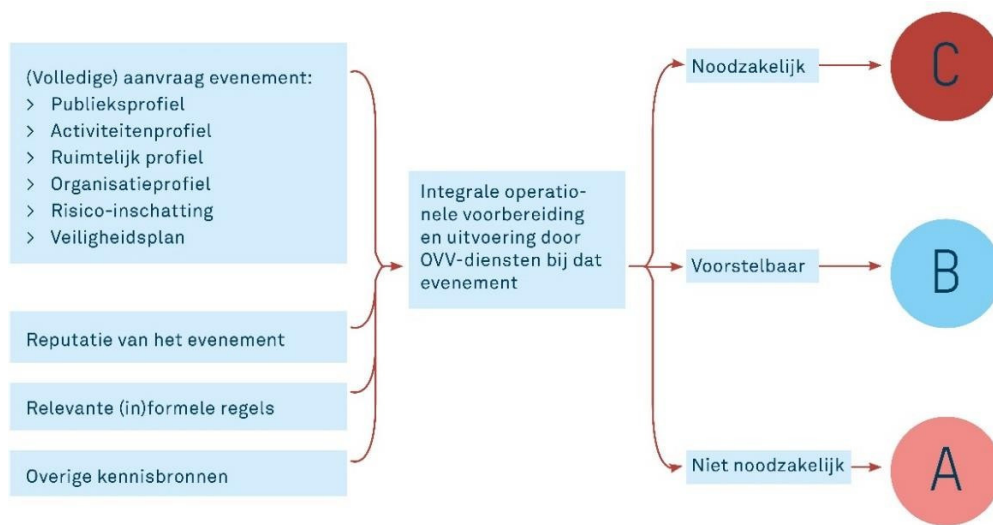 (Volledige) aanvraag evenement:
> Publieksprofiel
> Activiteitenprofiel
> Ruimtelijk profiel
> Organisatieprofiel
> Risico-inschatting
> Veiligheidsplan
Reputatie van het evenement
Relevante (in)formele regels
Overige kennisbronnen
Integrale operatio-
nele voorbereiding
en uitvoering door
OVV-diensten bij dat
evenement
Noodzakelijk
C
Voorstelbaar
B
Niet noodzakelijk
A